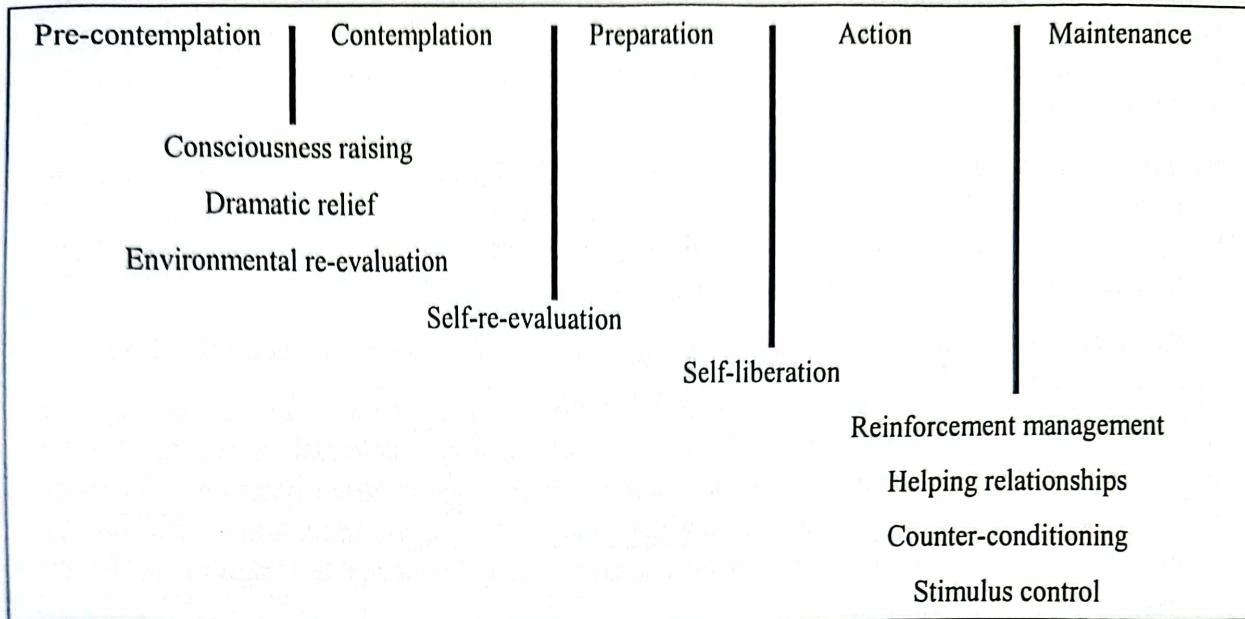 Pre-contemplation Contemplation Preparation Action Maintenance
Consciousness raising
Dramatic relief
Environmental re-evaluation
Self-re-evaluation
Self-liberation
Reinforcement management
Helping relationships
Counter-conditioning
Stimulus control